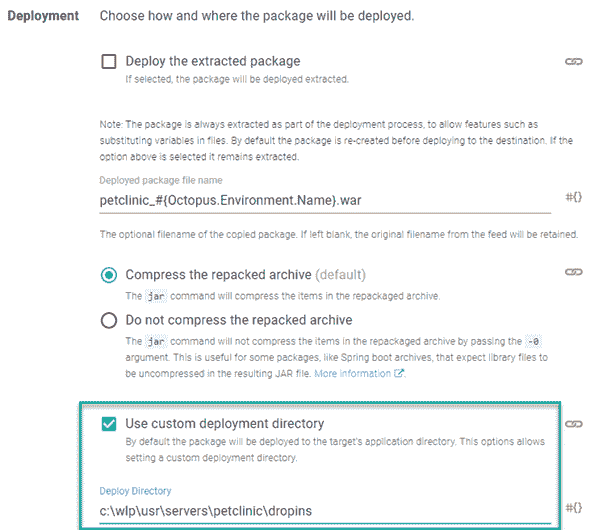 Deployment Choose how and where the package will be deployed.
Deploy the extracted package
If selected, the package will be deployed extracted.
Note: The package is always extracted as part of the deployment process, to allow features such as
substituting variables in files. By default the package is re-created before deploying to the destination. If the
option above is selected it remains extracted.
Deployed package file name
petclinic_#{Octopus.Environment.Name}.war
#{}
The optional filename of the copied package. If left blank, the original filename from the feed will be retained.
Compress the repacked archive (default)
The jar command will compress the items in the repackaged archive.
Do not compress the repacked archive
The jar command will not compress the items in the repackaged archive by passing the -0
argument. This is useful for some packages, like Spring boot archives, that expect library files to
be uncompressed in the resulting JAR file. More information.
Use custom deployment directory
By default the package will be deployed to the target's application directory. This options allows
setting a custom deployment directory.
Deploy Directory
c:\wlp\usr\servers\petclinic\dropins
#{}